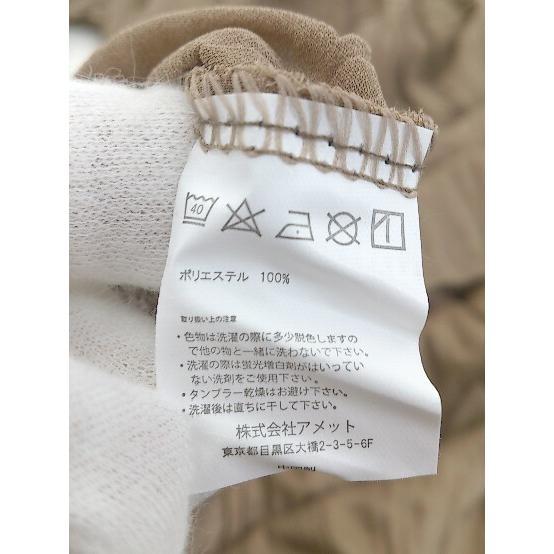 40
ポリエステル 100%
取り扱い上の注意
・色物は洗濯の際に多少脱色しますの
で他の物と一緒に洗わないで下さい。
・洗濯の際は蛍光増白剤がはいってい
ない洗剤をご使用下さい。
・タンブラー乾燥はお避け下さい。
・洗濯後は直ちに干して下さい。
株式会社アメット
東京都目黒区大橋2-3-5-6F